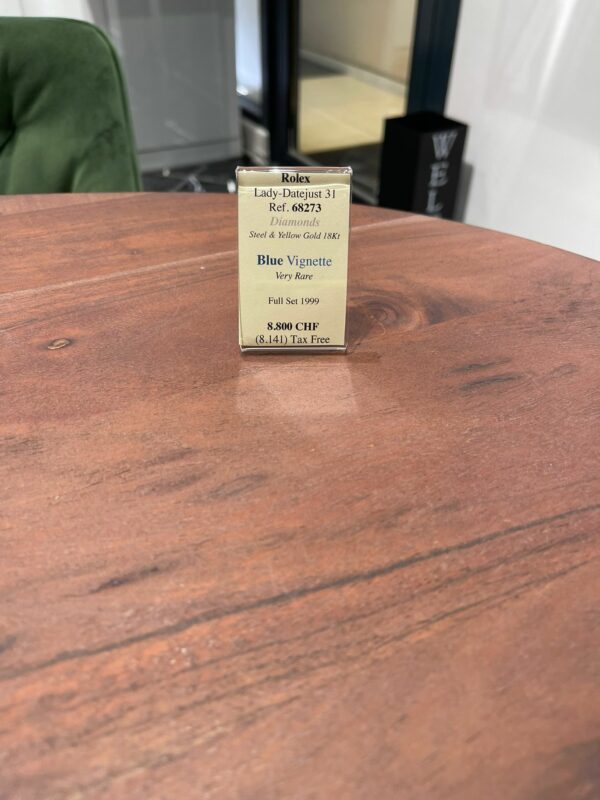 Rolex
Lady-Datejust 31
Ref. 68273
Diamonds
Steel & Yellow Gold 18Kt
Blue Vignette
Very Rare
Full Set 1999
8.800 CHF
(8.141) Tax Free
WEL